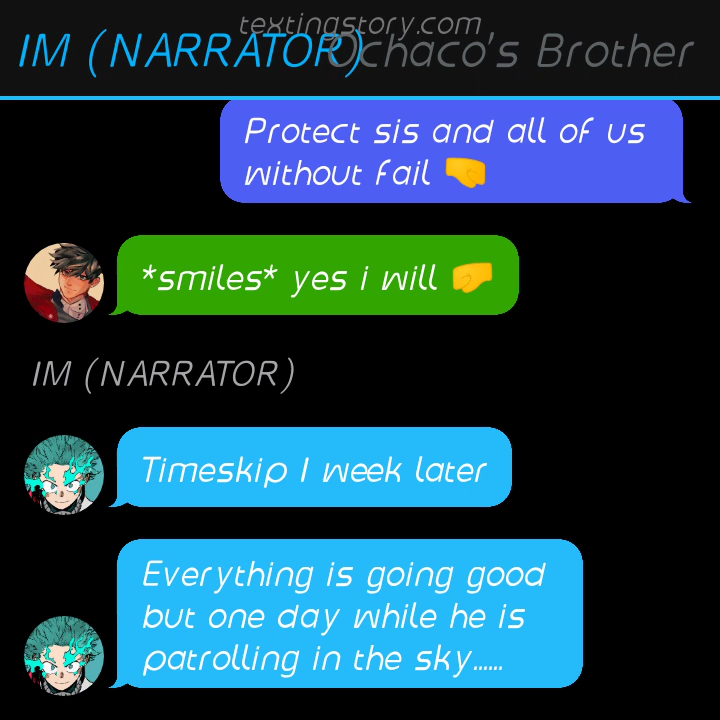 textingstory.com
IM (NARRATOR)
Ochaco's Brother
Protect sis and all of us
without fail 🤜
*smiles* yes i will 🤛
IM (NARRATOR)
Timeskip 1 week later
Everything is going good
but one day while he is
patrolling in the sky......